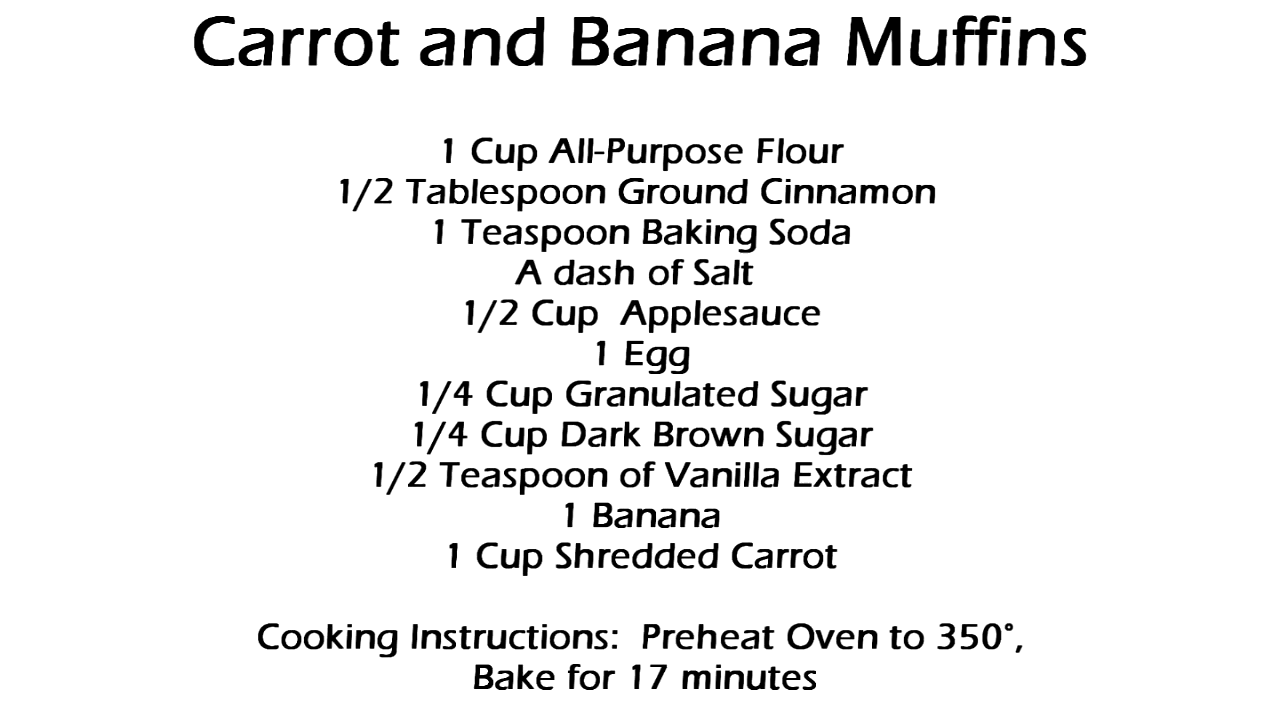 Carrot and Banana Muffins
1 Cup All-Purpose Flour
1/2 Tablespoon Ground Cinnamon
1 Teaspoon Baking Soda
A dash of Salt
1/2 Cup  Applesauce
1 Egg
1/4 Cup Granulated Sugar
1/4 Cup Dark Brown Sugar
1/2 Teaspoon of Vanilla Extract
1 Banana
1 Cup Shredded Carrot
Cooking Instructions:  Preheat Oven to 350°,
Bake for 17 minutes